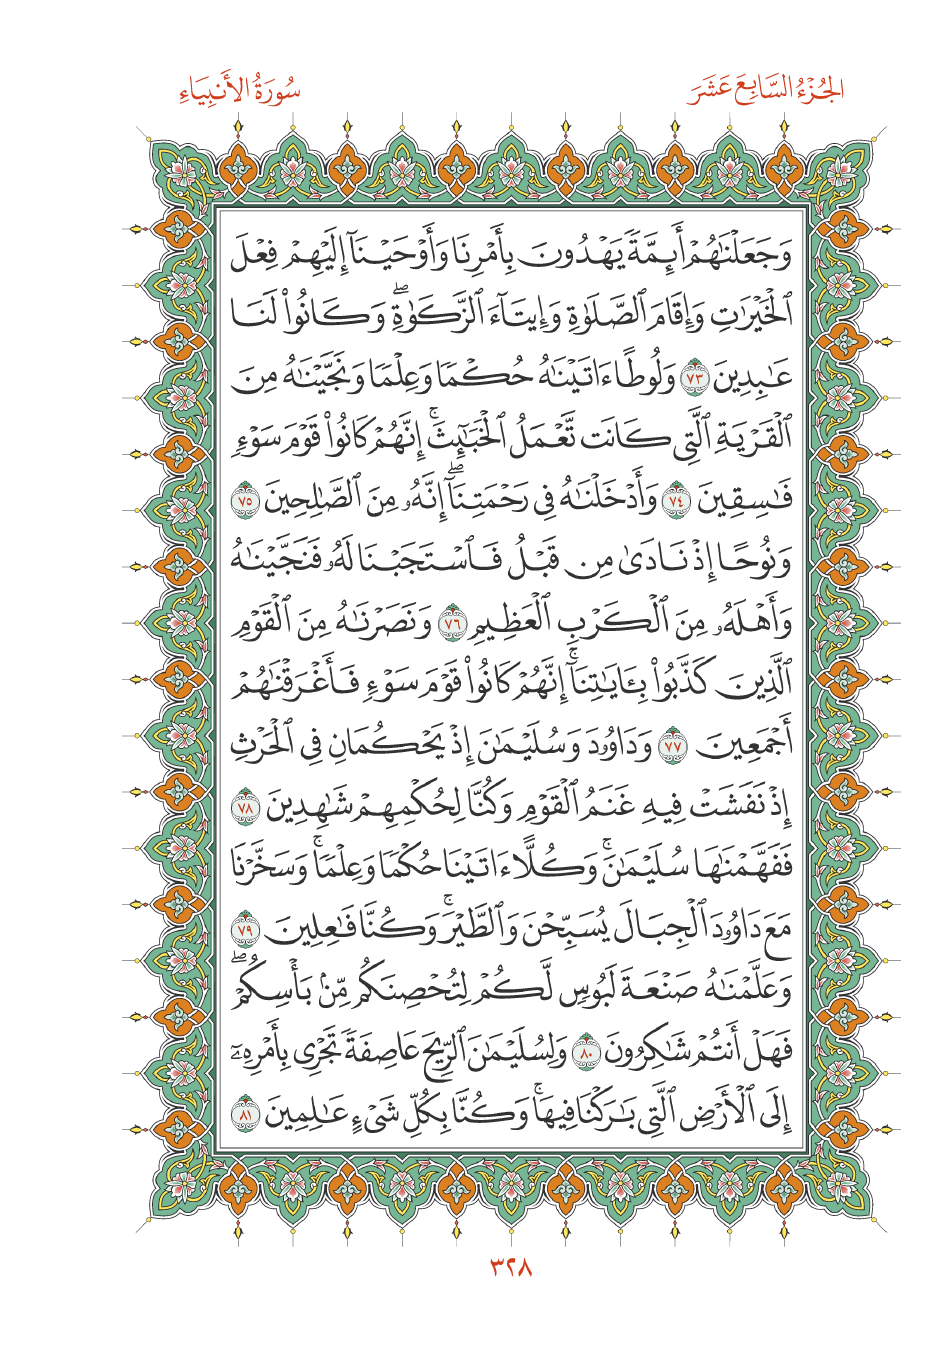 الجُزْءُ السَّابِعَ عَشَرَ
سُورَةُ الأَنبِيَاءِ
وَجَعَلْنَٰهُمْ أَئِمَّةً يَهْدُونَ بِأَمْرِنَا وَأَوْحَيْنَآ إِلَيْهِمْ فِعْلَ
ٱلْخَيْرَٰتِ وَإِقَامَ ٱلصَّلَوٰةِ وَإِيتَآءَ ٱلزَّكَوٰةِۖ وَكَانُوا۟ لَنَا
عَٰبِدِينَ ٧٣ وَلُوطًا ءَاتَيْنَٰهُ حُكْمًا وَعِلْمًا وَنَجَّيْنَٰهُ مِنَ
ٱلْقَرْيَةِ ٱلَّتِى كَانَت تَّعْمَلُ ٱلْخَبَٰٓئِثَۚ إِنَّهُمْ كَانُوا۟ قَوْمَ سَوْءٍ
فَٰسِقِينَ ٧٤ وَأَدْخَلْنَٰهُ فِى رَحْمَتِنَآۖ إِنَّهُۥ مِنَ ٱلصَّٰلِحِينَ ٧٥
وَنُوحًا إِذْ نَادَىٰ مِن قَبْلُ فَٱسْتَجَبْنَا لَهُۥ فَنَجَّيْنَٰهُ
وَأَهْلَهُۥ مِنَ ٱلْكَرْبِ ٱلْعَظِيمِ ٧٦ وَنَصَرْنَٰهُ مِنَ ٱلْقَوْمِ
ٱلَّذِينَ كَذَّبُوا۟ بِـَٔايَٰتِنَآۚ إِنَّهُمْ كَانُوا۟ قَوْمَ سَوْءٍ فَأَغْرَقْنَٰهُمْ
أَجْمَعِينَ ٧٧ وَدَاوُۥدَ وَسُلَيْمَٰنَ إِذْ يَحْكُمَانِ فِى ٱلْحَرْثِ
إِذْ نَفَشَتْ فِيهِ غَنَمُ ٱلْقَوْمِ وَكُنَّا لِحُكْمِهِمْ شَٰهِدِينَ ٧٨
فَفَهَّمْنَٰهَا سُلَيْمَٰنَۚ وَكُلًّا ءَاتَيْنَا حُكْمًا وَعِلْمًاۚ وَسَخَّرْنَا
مَعَ دَاوُۥدَ ٱلْجِبَالَ يُسَبِّحْنَ وَٱلطَّيْرَۚ وَكُنَّا فَٰعِلِينَ ٧٩
وَعَلَّمْنَٰهُ صَنْعَةَ لَبُوسٍ لَّكُمْ لِتُحْصِنَكُم مِّنۢ بَأْسِكُمْۖ
فَهَلْ أَنتُمْ شَٰكِرُونَ ٨٠ وَلِسُلَيْمَٰنَ ٱلرِّيحَ عَاصِفَةً تَجْرِى بِأَمْرِهِۦٓ
إِلَى ٱلْأَرْضِ ٱلَّتِى بَٰرَكْنَا فِيهَاۚ وَكُنَّا بِكُلِّ شَىْءٍ عَٰلِمِينَ ٨١
٣٢٨